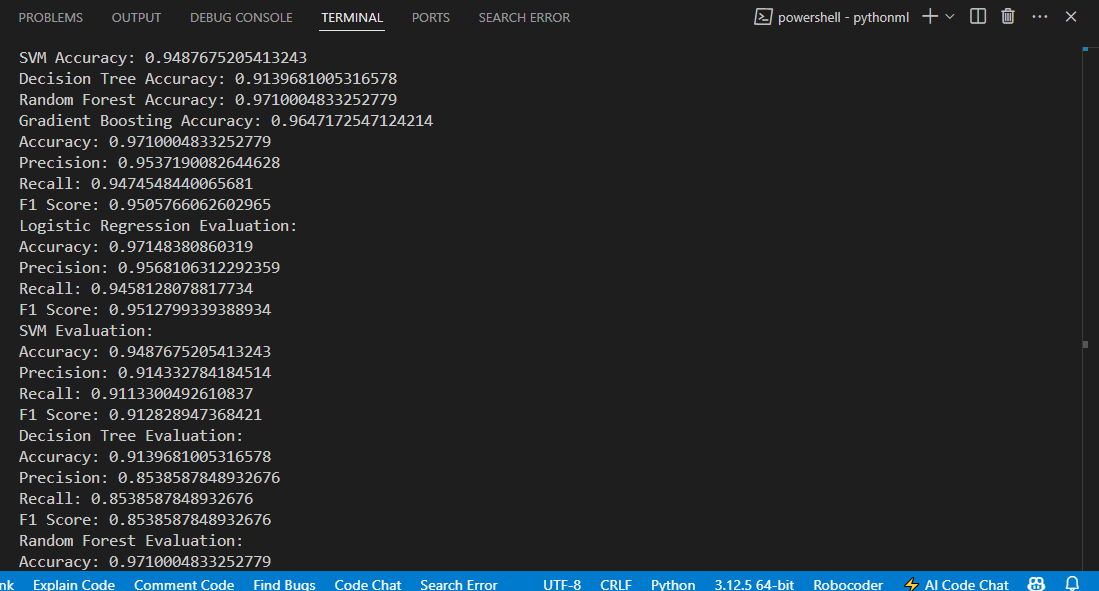 PROBLEMS OUTPUT DEBUG CONSOLE TERMINAL PORTS SEARCH ERROR powershell - pythonml
SVM Accuracy: 0.9487675205413243
Decision Tree Accuracy: 0.9139681005316578
Random Forest Accuracy: 0.9710004833252779
Gradient Boosting Accuracy: 0.9647172547124214
Accuracy: 0.9710004833252779
Precision: 0.9537190082644628
Recall: 0.9474548440065681
F1 Score: 0.9505766062602965
Logistic Regression Evaluation:
Accuracy: 0.97148380860319
Precision: 0.9568106312292359
Recall: 0.9458128078817734
F1 Score: 0.9512799339388934
SVM Evaluation:
Accuracy: 0.9487675205413243
Precision: 0.914332784184514
Recall: 0.9113300492610837
F1 Score: 0.912828947368421
Decision Tree Evaluation:
Accuracy: 0.9139681005316578
Precision: 0.8538587848932676
Recall: 0.8538587848932676
F1 Score: 0.8538587848932676
Random Forest Evaluation:
Accuracy: 0.9710004833252779
nk Explain Code Comment Code Find Bugs Code Chat Search Error UTF-8 CRLF Python 3.12.5 64-bit Robocoder AI Code Chat